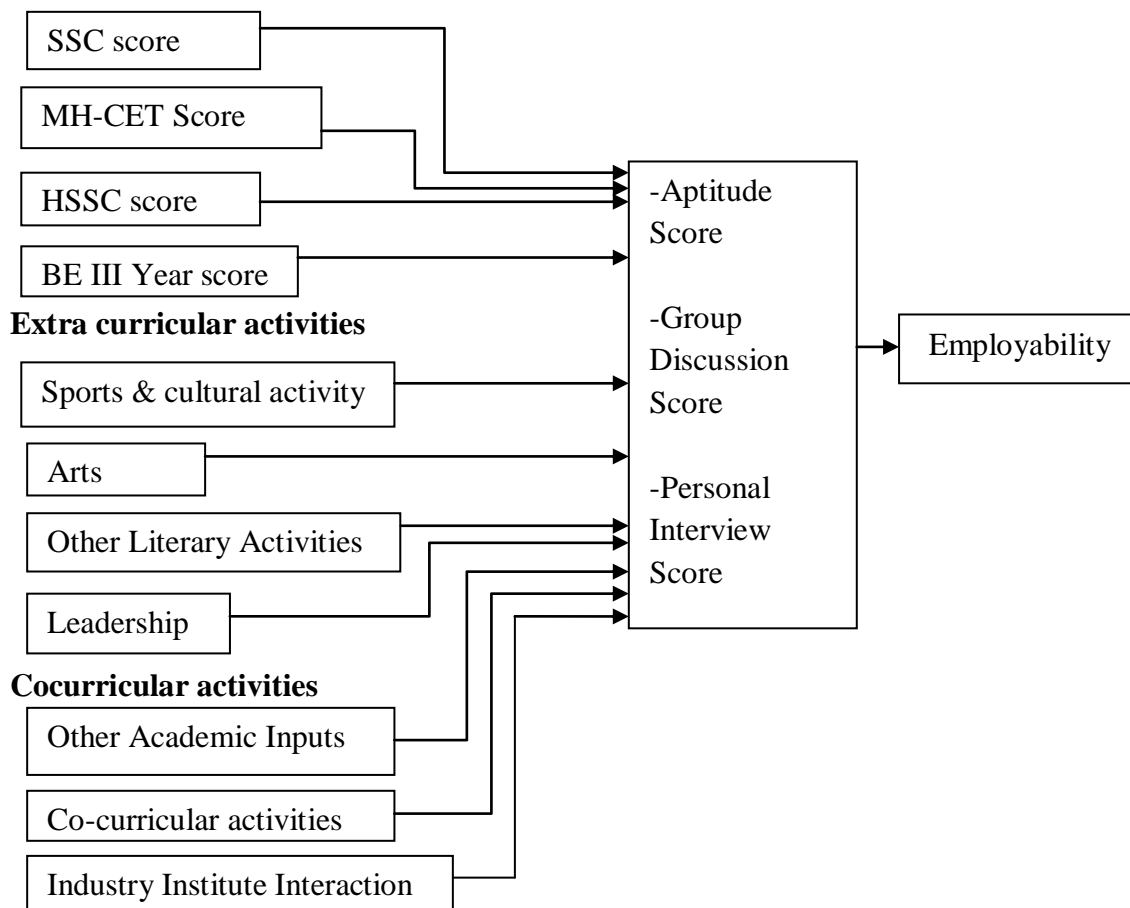 SSC score
MH-CET Score
HSSC score
BE III Year score
Extra curricular activities
Sports & cultural activity
Arts
Other Literary Activities
Leadership
Cocurricular activities
Other Academic Inputs
Co-curricular activities
Industry Institute Interaction
-Aptitude
Score
-Group
Discussion
Score
-Personal
Interview
Score
Employability